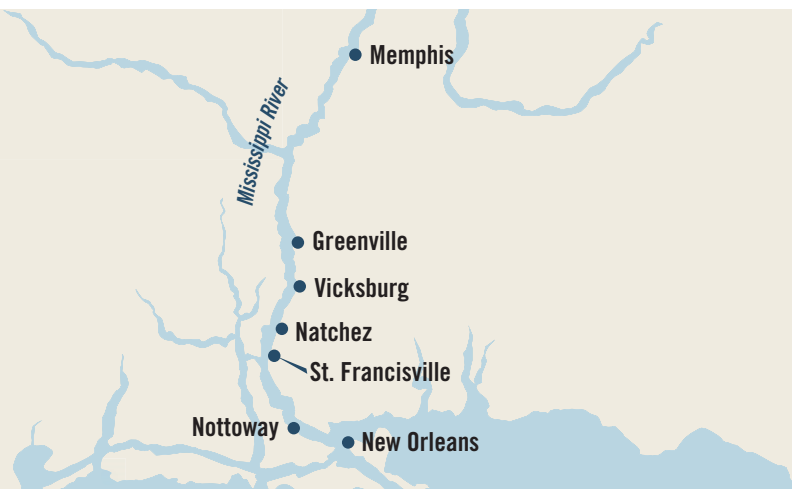 Memphis
Mississippi River
Greenville
Vicksburg
Natchez
St. Francisville
Nottoway
New Orleans